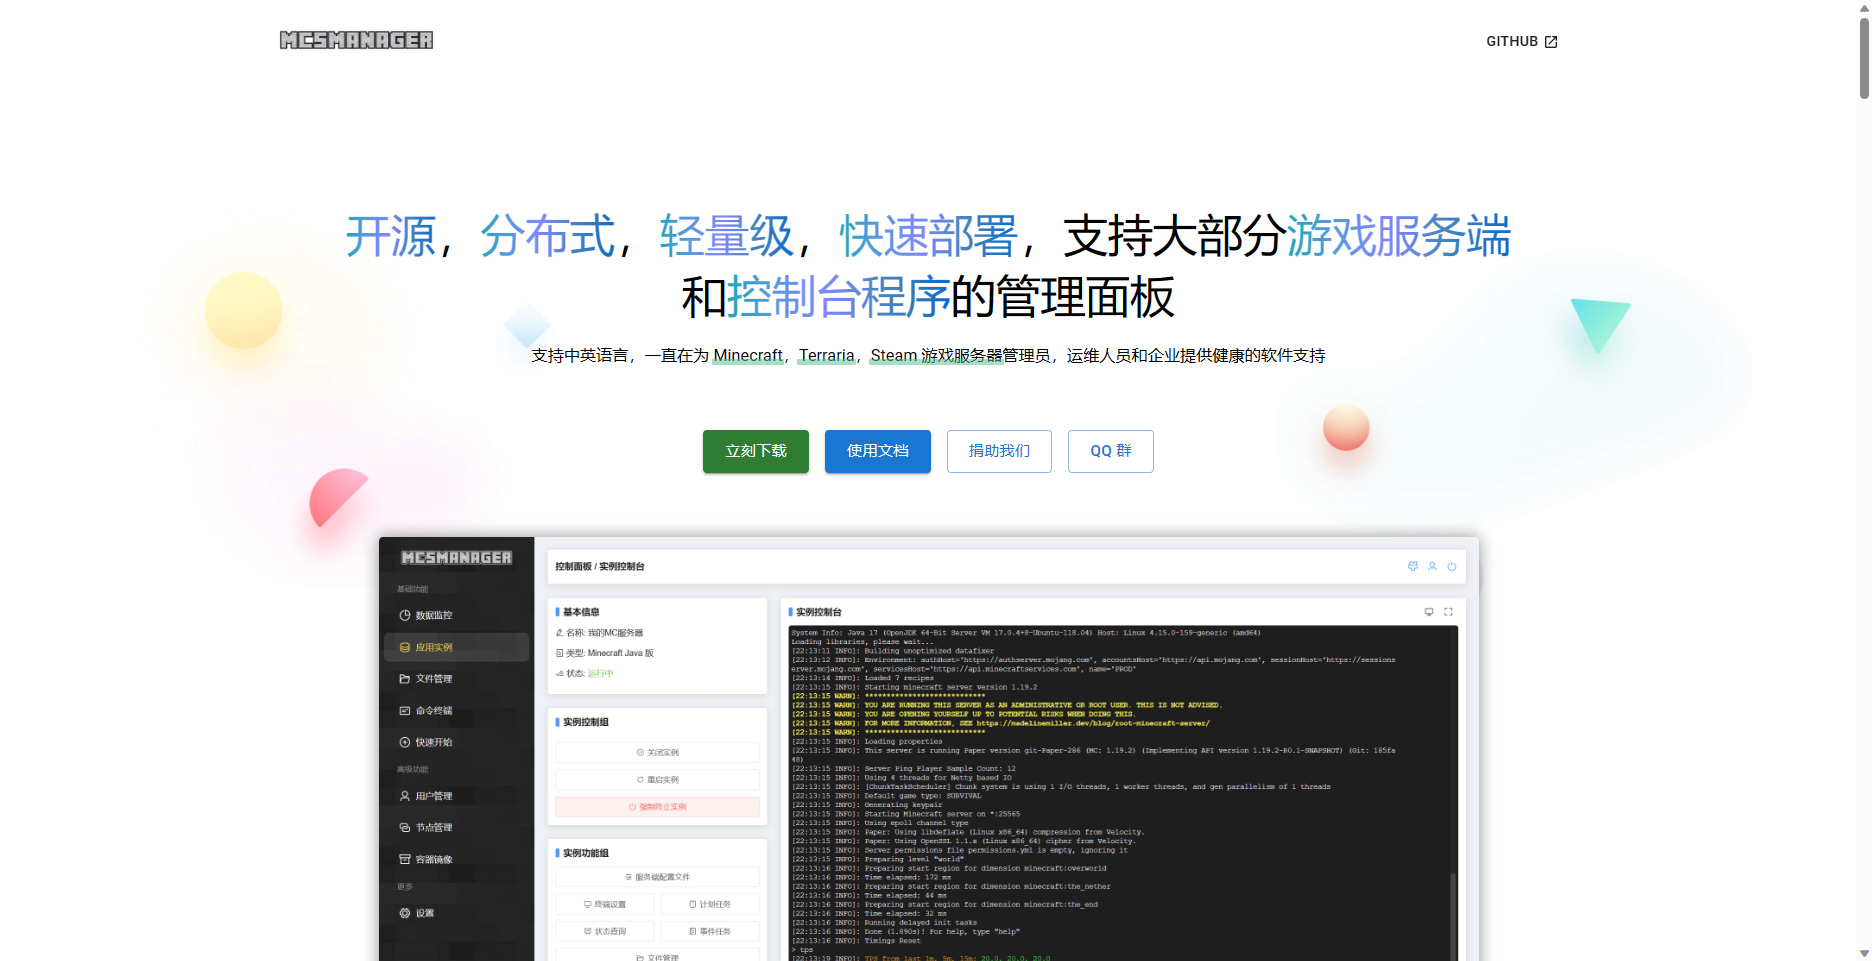 MCSMANAGER
GITHUB
开源，分布式，轻量级，快速部署，支持大部分游戏服务端
和控制台程序的管理面板
支持中英语言，一直在为 Minecraft，Terraria，Steam 游戏服务器管理员，运维人员和企业提供健康的软件支持
立刻下载
使用文档
捐助我们
QQ 群
MCSMANAGER
基础功能
数据监控
应用实例
文件管理
命令终端
快速开始
高级功能
用户管理
节点管理
容器镜像
更多
设置
控制面板 / 实例控制台
基本信息
名称: 我的MC服务器
类型: Minecraft Java 版
状态: 运行中
实例控制组
关闭实例
重启实例
强制终止实例
实例功能组
服务端配置文件
终端设置
计划任务
状态查询
事件任务
文件管理
实例控制台
System Info: Java 17 (OpenJDK 64-Bit Server VM 17.0.4+8-Ubuntu-118.04) Host: Linux 4.15.0-159-generic (amd64)
Loading libraries, please wait...
[22:13:11 INFO]: Building unoptimized datafixer
[22:13:12 INFO]: Environment: authHost='https://authserver.mojang.com', accountsHost='https://api.mojang.com', sessionHost='https://sessions
erver.mojang.com', servicesHost='https://api.minecraftservices.com', name='PROD'
[22:13:14 INFO]: Loaded 7 recipes
[22:13:15 INFO]: Starting minecraft server version 1.19.2
[22:13:15 WARN]: ****************************
[22:13:15 WARN]: YOU ARE RUNNING THIS SERVER AS AN ADMINISTRATIVE OR ROOT USER. THIS IS NOT ADVISED.
[22:13:15 WARN]: YOU ARE OPENING YOURSELF UP TO POTENTIAL RISKS WHEN DOING THIS.
[22:13:15 WARN]: FOR MORE INFORMATION, SEE https://madelinemiller.dev/blog/root-minecraft-server/
[22:13:15 WARN]: ****************************
[22:13:15 INFO]: Loading properties
[22:13:15 INFO]: This server is running Paper version git-Paper-286 (MC: 1.19.2) (Implementing API version 1.19.2-R0.1-SNAPSHOT) (Git: 185fa
48)
[22:13:15 INFO]: Server Ping Player Sample Count: 12
[22:13:15 INFO]: Using 4 threads for Netty based IO
[22:13:15 INFO]: [ChunkTaskScheduler] Chunk system is using 1 I/O threads, 1 worker threads, and gen parallelism of 1 threads
[22:13:15 INFO]: Default game type: SURVIVAL
[22:13:15 INFO]: Generating keypair
[22:13:15 INFO]: Starting Minecraft server on *:25565
[22:13:15 INFO]: Using epoll channel type
[22:13:15 INFO]: Paper: Using libdeflate (Linux x86_64) compression from Velocity.
[22:13:15 INFO]: Paper: Using OpenSSL 1.1.x (Linux x86_64) cipher from Velocity.
[22:13:15 INFO]: Server permissions file permissions.yml is empty, ignoring it
[22:13:15 INFO]: Preparing level "world"
[22:13:16 INFO]: Preparing start region for dimension minecraft:overworld
[22:13:16 INFO]: Time elapsed: 172 ms
[22:13:16 INFO]: Preparing start region for dimension minecraft:the_nether
[22:13:16 INFO]: Time elapsed: 44 ms
[22:13:16 INFO]: Preparing start region for dimension minecraft:the_end
[22:13:16 INFO]: Time elapsed: 32 ms
[22:13:16 INFO]: Running delayed init tasks
[22:13:16 INFO]: Done (1.890s)! For help, type "help"
[22:13:16 INFO]: Timings Reset
> tps
[22:13:19 INFO]: TPS from last 1m, 5m, 15m: 20.0, 20.0, 20.0